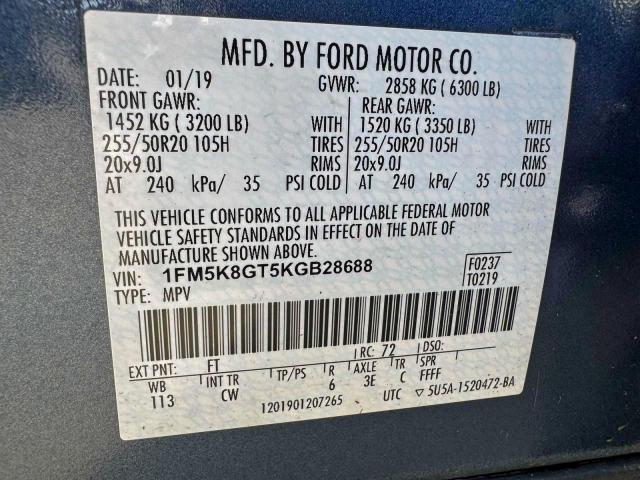 MFD. BY FORD MOTOR CO.
DATE: 01/19 GVWR: 2858 KG ( 6300 LB)
FRONT GAWR: REAR GAWR:
1452 KG ( 3200 LB) WITH 1520 KG ( 3350 LB) WITH
255/50R20 105H TIRES 255/50R20 105H TIRES
20x9.0J RIMS 20x9.0J RIMS
AT 240 kPa/ 35 PSI COLD AT 240 kPa/ 35 PSI COLD
THIS VEHICLE CONFORMS TO ALL APPLICABLE FEDERAL MOTOR
VEHICLE SAFETY STANDARDS IN EFFECT ON THE DATE OF
MANUFACTURE SHOWN ABOVE.
VIN: 1FM5K8GT5KGB28688 F0237
TYPE: MPV T0219
EXT PNT: FT RC: 72 DSO:
WB INT TR TP/PS R AXLE TR SPR
113 CW 6 3E C FFFF
1201901207265 UTC ▽ 5U5A-1520472-BA